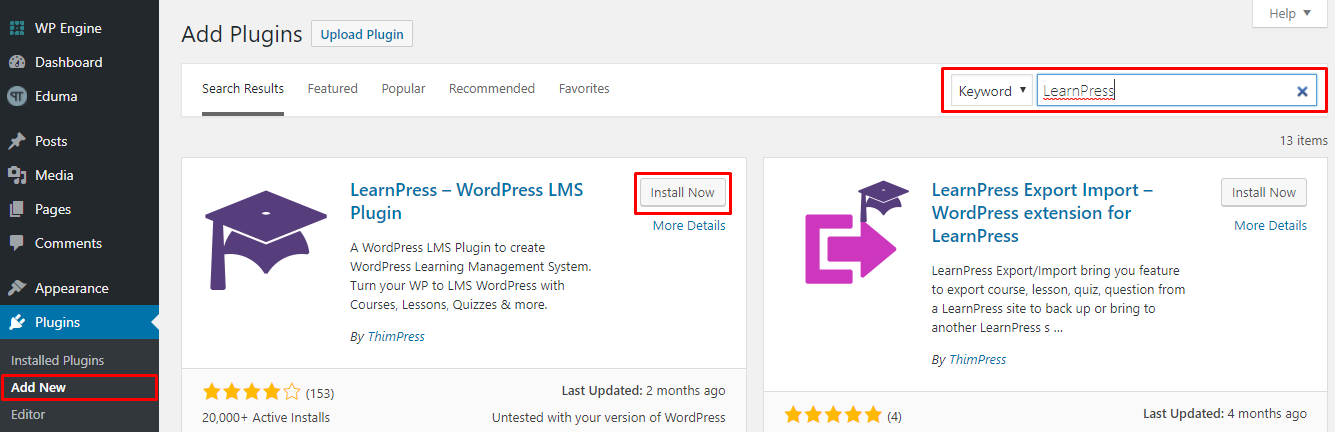 WP Engine
Dashboard
Eduma
Posts
Media
Pages
Comments
Appearance
Plugins
Installed Plugins
Add New
Editor
Help ▼
Add Plugins
Upload Plugin
Search Results
Featured
Popular
Recommended
Favorites
Keyword ▼
LearnPress
13 items
LearnPress – WordPress LMS
Plugin
Install Now
More Details
A WordPress LMS Plugin to create
WordPress Learning Management System.
Turn your WP to LMS WordPress with
Courses, Lessons, Quizzes & more.
By ThimPress
(153)
20,000+ Active Installs
Last Updated: 2 months ago
Untested with your version of WordPress
LearnPress Export Import –
WordPress extension for
LearnPress
Install Now
More Details
LearnPress Export/Import bring you feature
to export course, lesson, quiz, question from
a LearnPress site to back up or bring to
another LearnPress s ...
By ThimPress
(4)
Last Updated: 4 months ago